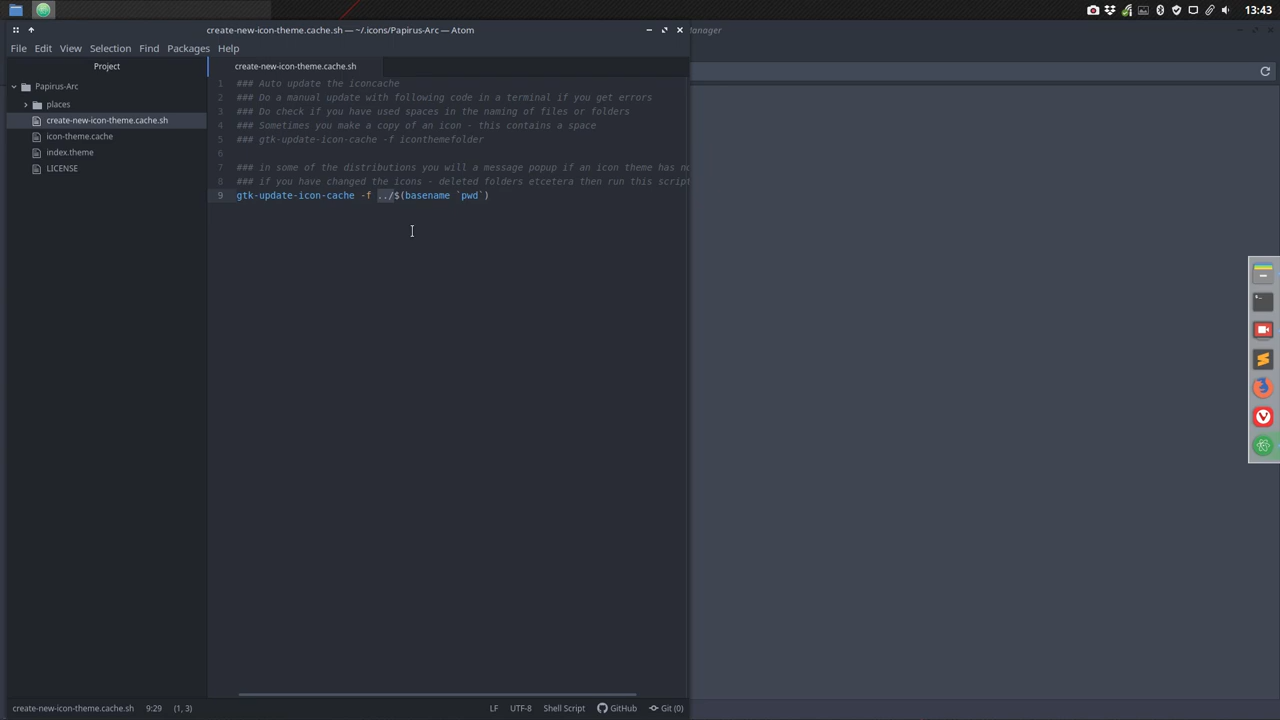 13:43
create-new-icon-theme.cache.sh — ~/.icons/Papirus-Arc — Atom
Manager
File Edit View Selection Find Packages Help
Project
create-new-icon-theme.cache.sh
Papirus-Arc
places
create-new-icon-theme.cache.sh
icon-theme.cache
index.theme
LICENSE
1 ### Auto update the iconcache
2 ### Do a manual update with following code in a terminal if you get errors
3 ### Do check if you have used spaces in the naming of files or folders
4 ### Sometimes you make a copy of an icon - this contains a space
5 ### gtk-update-icon-cache -f iconthemefolder
6
7 ### in some of the distributions you will a message popup if an icon theme has no
8 ### if you have changed the icons - deleted folders etcetera then run this script
9 gtk-update-icon-cache -f ../$(basename `pwd`)
create-new-icon-theme.cache.sh 9:29 (1, 3) LF UTF-8 Shell Script GitHub Git (0)